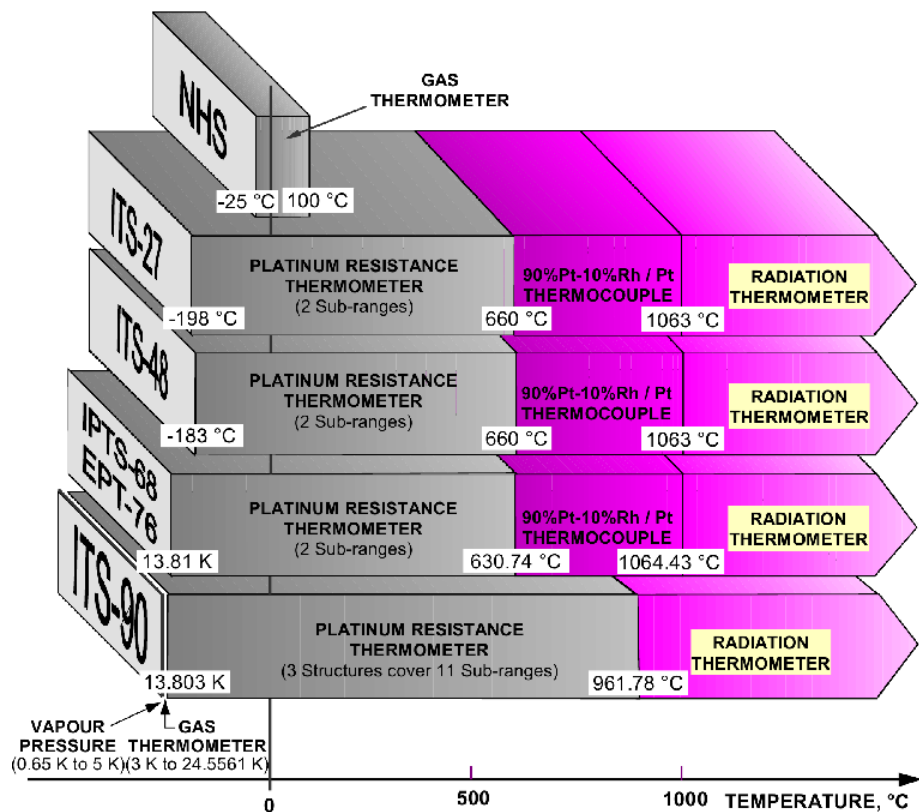 NHS
GAS
THERMOMETER
-25 °C
100 °C
ITS-27
PLATINUM RESISTANCE
THERMOMETER
(2 Sub-ranges)
90%Pt-10%Rh / Pt
THERMOCOUPLE
RADIATION
THERMOMETER
-198 °C
660 °C
1063 °C
ITS-48
PLATINUM RESISTANCE
THERMOMETER
(2 Sub-ranges)
90%Pt-10%Rh / Pt
THERMOCOUPLE
RADIATION
THERMOMETER
-183 °C
660 °C
1063 °C
IPTS-68
EPT-76
PLATINUM RESISTANCE
THERMOMETER
(2 Sub-ranges)
90%Pt-10%Rh / Pt
THERMOCOUPLE
RADIATION
THERMOMETER
13.81 K
630.74 °C
1064.43 °C
ITS-90
PLATINUM RESISTANCE
THERMOMETER
(3 Structures cover 11 Sub-ranges)
RADIATION
THERMOMETER
13.803 K
961.78 °C
VAPOUR
PRESSURE
(0.65 K to 5 K)
GAS
THERMOMETER
(3 K to 24.5561 K)
0
500
1000
TEMPERATURE, °C